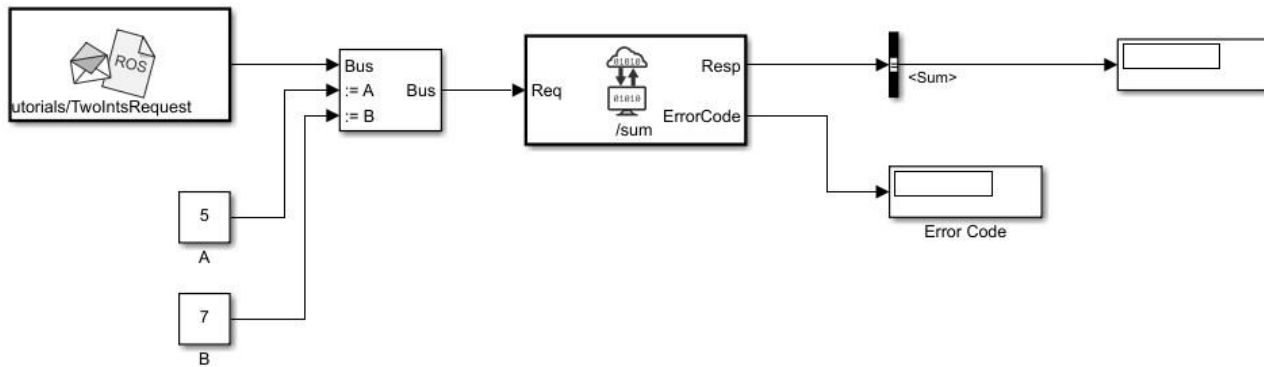 ROS
utorials/TwoIntsRequest
Bus
:= A
:= B
Bus
Req
01010
01010
/sum
Resp
ErrorCode
<Sum>
Error Code
5
A
7
B